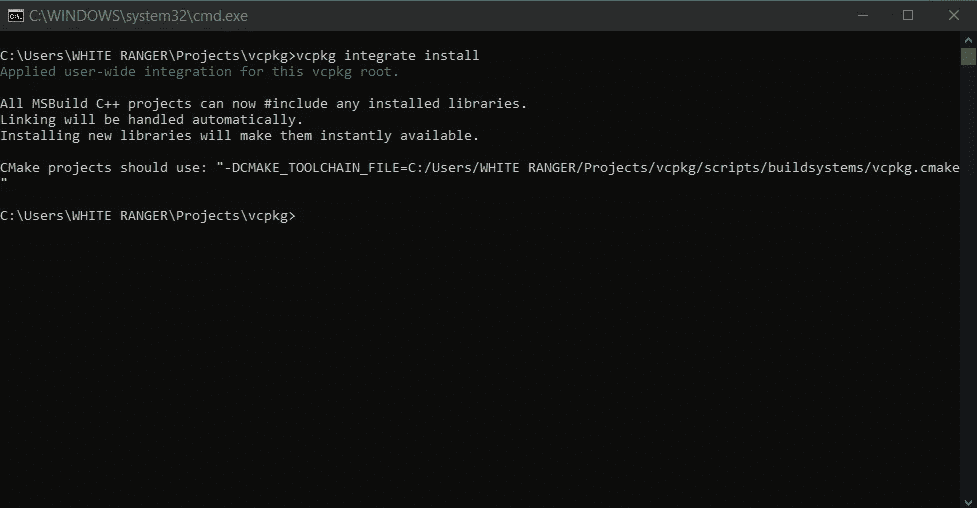 C:\WINDOWS\system32\cmd.exe
C:\Users\WHITE RANGER\Projects\vcpkg>vcpkg integrate install
Applied user-wide integration for this vcpkg root.
All MSBuild C++ projects can now #include any installed libraries.
Linking will be handled automatically.
Installing new libraries will make them instantly available.
CMake projects should use: "-DCMAKE_TOOLCHAIN_FILE=C:/Users/WHITE RANGER/Projects/vcpkg/scripts/buildsystems/vcpkg.cmake
"
C:\Users\WHITE RANGER\Projects\vcpkg>